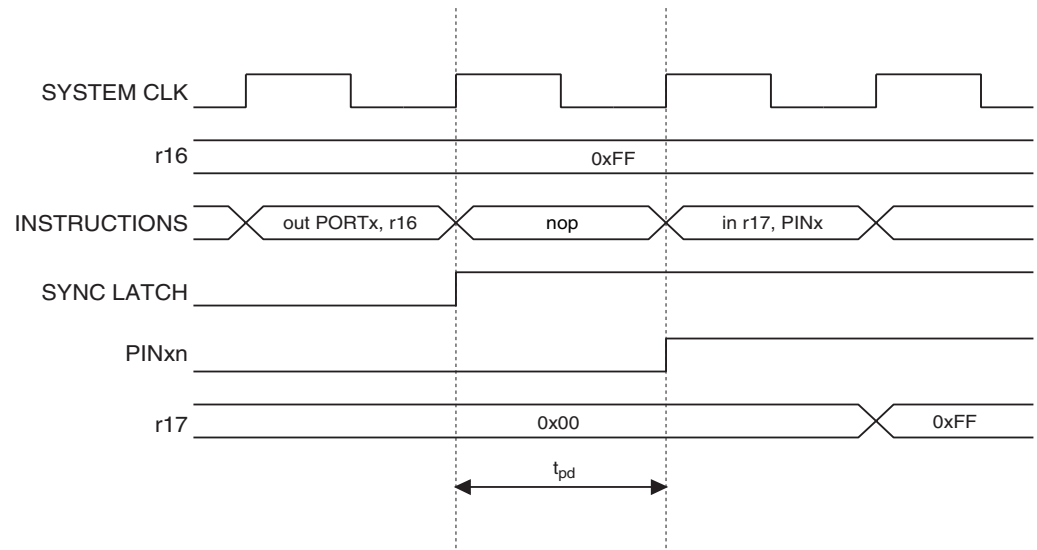 SYSTEM CLK
r16 0xFF
INSTRUCTIONS out PORTx, r16 nop in r17, PINx
SYNC LATCH
PINxn
r17 0x00 0xFF
tpd